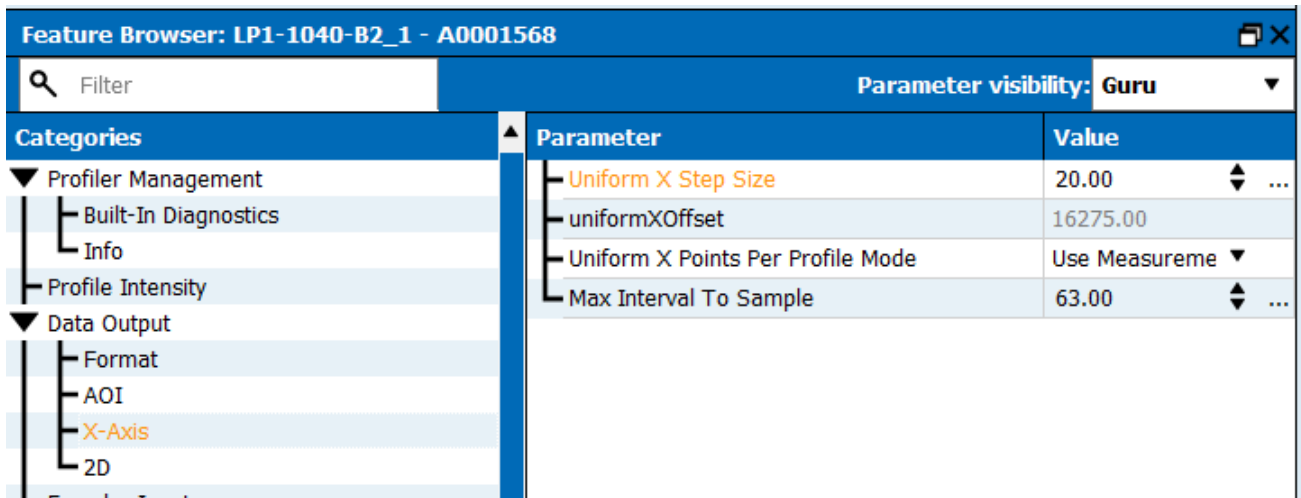 Feature Browser: LP1-1040-B2_1 - A0001568
Filter
Parameter visibility: Guru
Categories
Profiler Management
Built-In Diagnostics
Info
Profile Intensity
Data Output
Format
AOI
X-Axis
2D
Parameter Value
Uniform X Step Size 20.00 ...
uniformXOffset 16275.00
Uniform X Points Per Profile Mode Use Measureme
Max Interval To Sample 63.00 ...